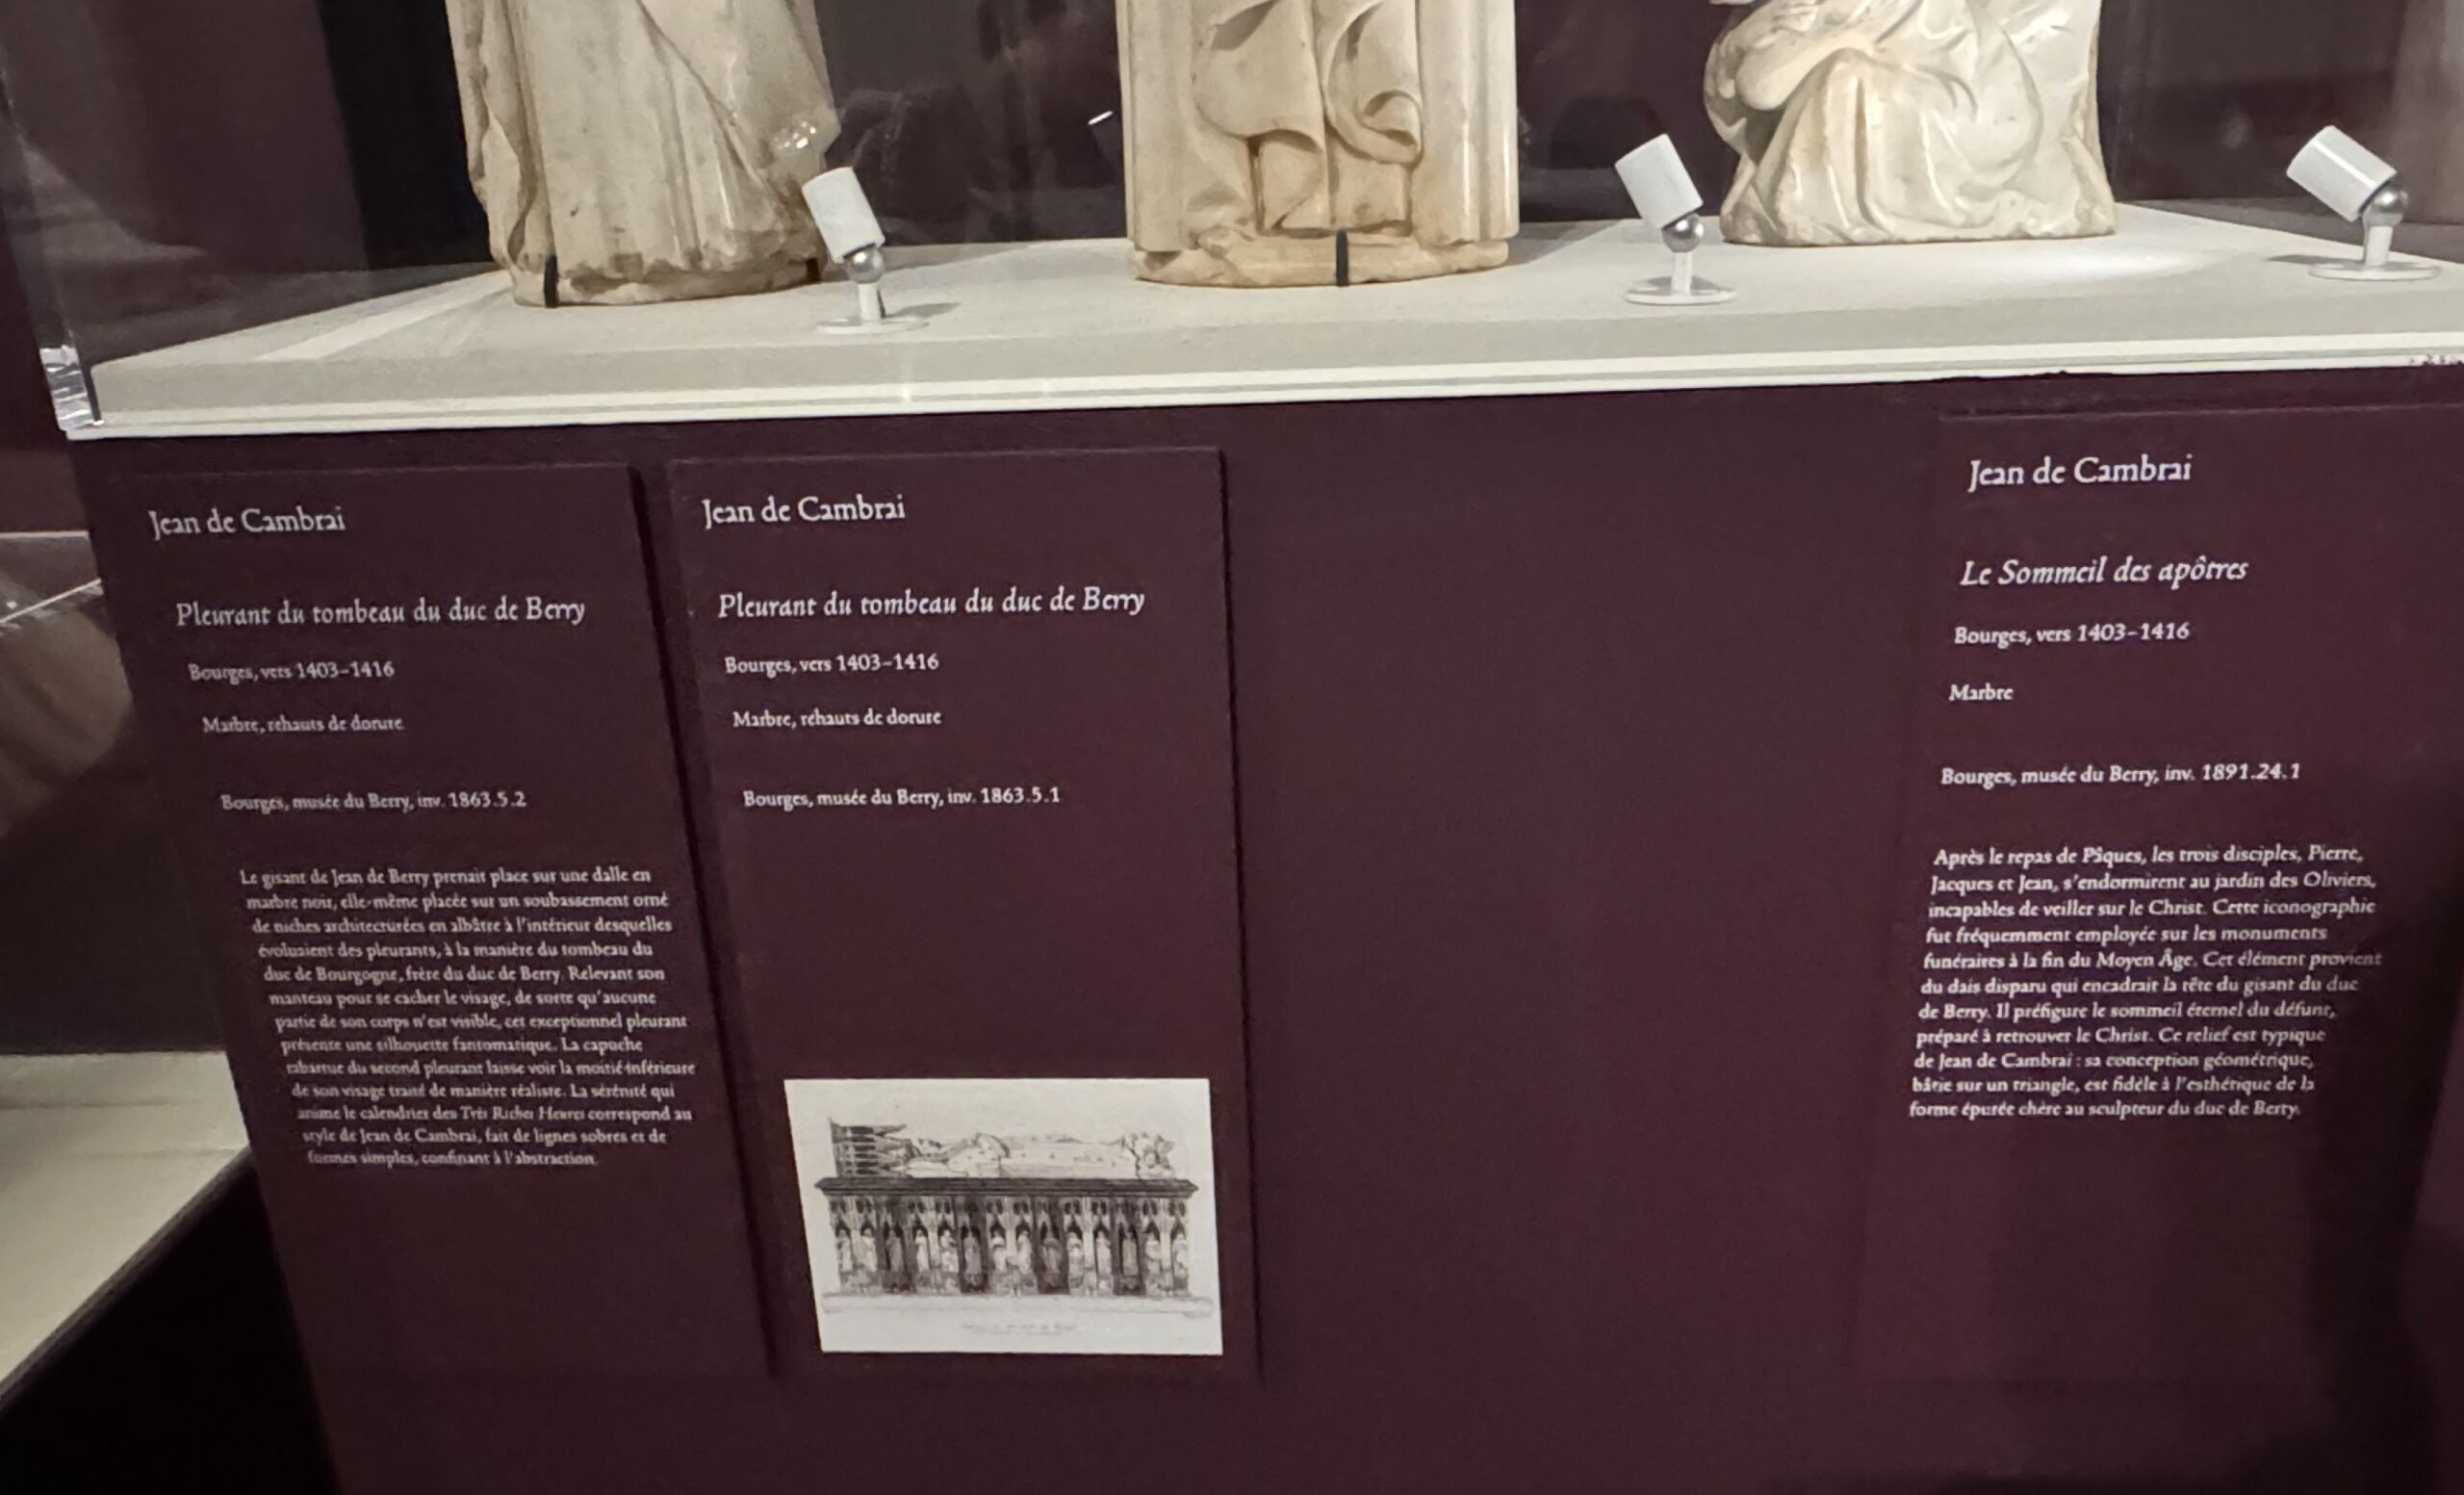 Jean de Cambrai
Pleurant du tombeau du duc de Berry
Bourges, vers 1403-1416
Marbre, rehauts de dorure
Bourges, musée du Berry, inv. 1863.5.2
Le gisant de Jean de Berry prenait place sur une dalle en
marbre noir, elle-même placée sur un soubassement orné
de niches architecturées en albâtre à l'intérieur desquelles
évoluaient des pleurants, à la manière du tombeau du
duc de Bourgogne, frère du duc de Berry. Relevant son
manteau pour se cacher le visage, de sorte qu'aucune
partie de son corps n'est visible, cet exceptionnel pleurant
présente une silhouette fantomatique. La capuche
rabattue du second pleurant laisse voir la moitié inférieure
de son visage traité de manière réaliste. La sérénité qui
anime le calendrier des Très Riches Heures correspond au
style de Jean de Cambrai, fait de lignes sobres et de
formes simples, confinant à l'abstraction.
Jean de Cambrai
Pleurant du tombeau du duc de Berry
Bourges, vers 1403-1416
Marbre, rehauts de dorure
Bourges, musée du Berry, inv. 1863.5.1
Jean de Cambrai
Le Sommeil des apôtres
Bourges, vers 1403-1416
Marbre
Bourges, musée du Berry, inv. 1891.24.1
Après le repas de Pâques, les trois disciples, Pierre,
Jacques et Jean, s'endormirent au jardin des Oliviers,
incapables de veiller sur le Christ. Cette iconographie
fut fréquemment employée sur les monuments
funéraires à la fin du Moyen Âge. Cet élément provient
du dais disparu qui encadrait la tête du gisant du duc
de Berry. Il préfigure le sommeil éternel du défunt,
préparé à retrouver le Christ. Ce relief est typique
de Jean de Cambrai : sa conception géométrique,
bâtie sur un triangle, est fidèle à l'esthétique de la
forme épurée chère au sculpteur du duc de Berry.